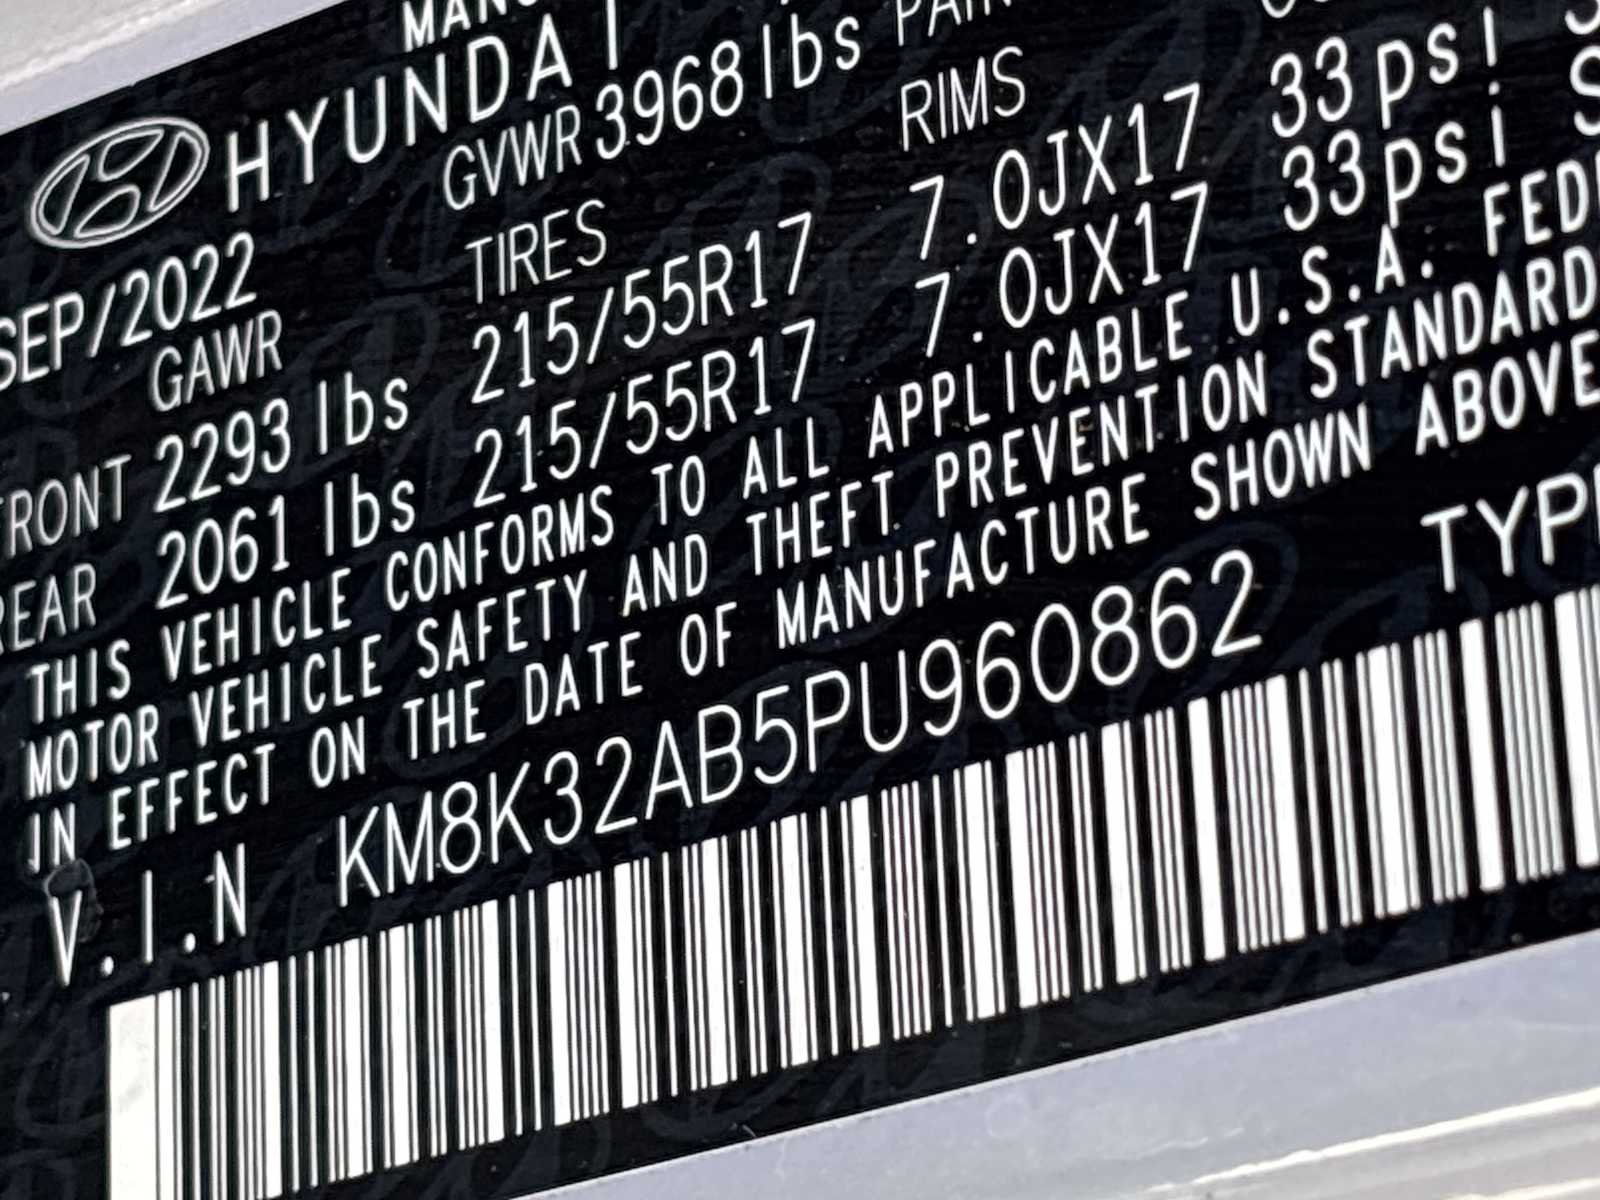 HYUNDAI
SEP/2022 GVWR 3968 lbs
GAWR TIRES RIMS
FRONT 2293 lbs 215/55R17 7.0JX17 33psi
REAR 2061 lbs 215/55R17 7.0JX17 33psi
THIS VEHICLE CONFORMS TO ALL APPLICABLE U.S.A. FED
MOTOR VEHICLE SAFETY AND THEFT PREVENTION STANDARD
IN EFFECT ON THE DATE OF MANUFACTURE SHOWN ABOVE
V.I.N KM8K32AB5PU960862 TYP